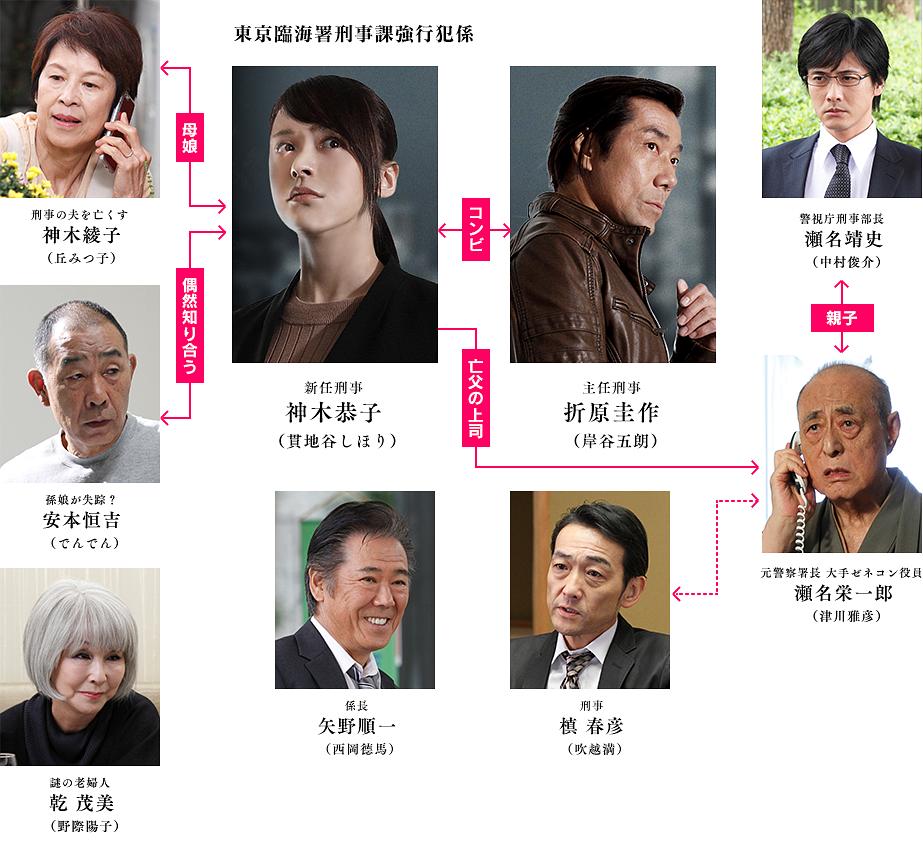 東京臨海署刑事課強行犯係
母娘
刑事の夫を亡くす
神木綾子
（丘みつ子）
偶然知り合う
孫娘が失踪？
安本恒吉
（でんでん）
謎の老婦人
乾 茂美
（野際陽子）
新任刑事
神木恭子
（貫地谷しほり）
コンビ
主任刑事
折原圭作
（岸谷五朗）
亡父の上司
係長
矢野順一
（西岡德馬）
刑事
槙 春彦
（吹越満）
警視庁刑事部長
瀬名靖史
（中村俊介）
親子
元警察署長 大手ゼネコン役員
瀬名栄一郎
（津川雅彦）